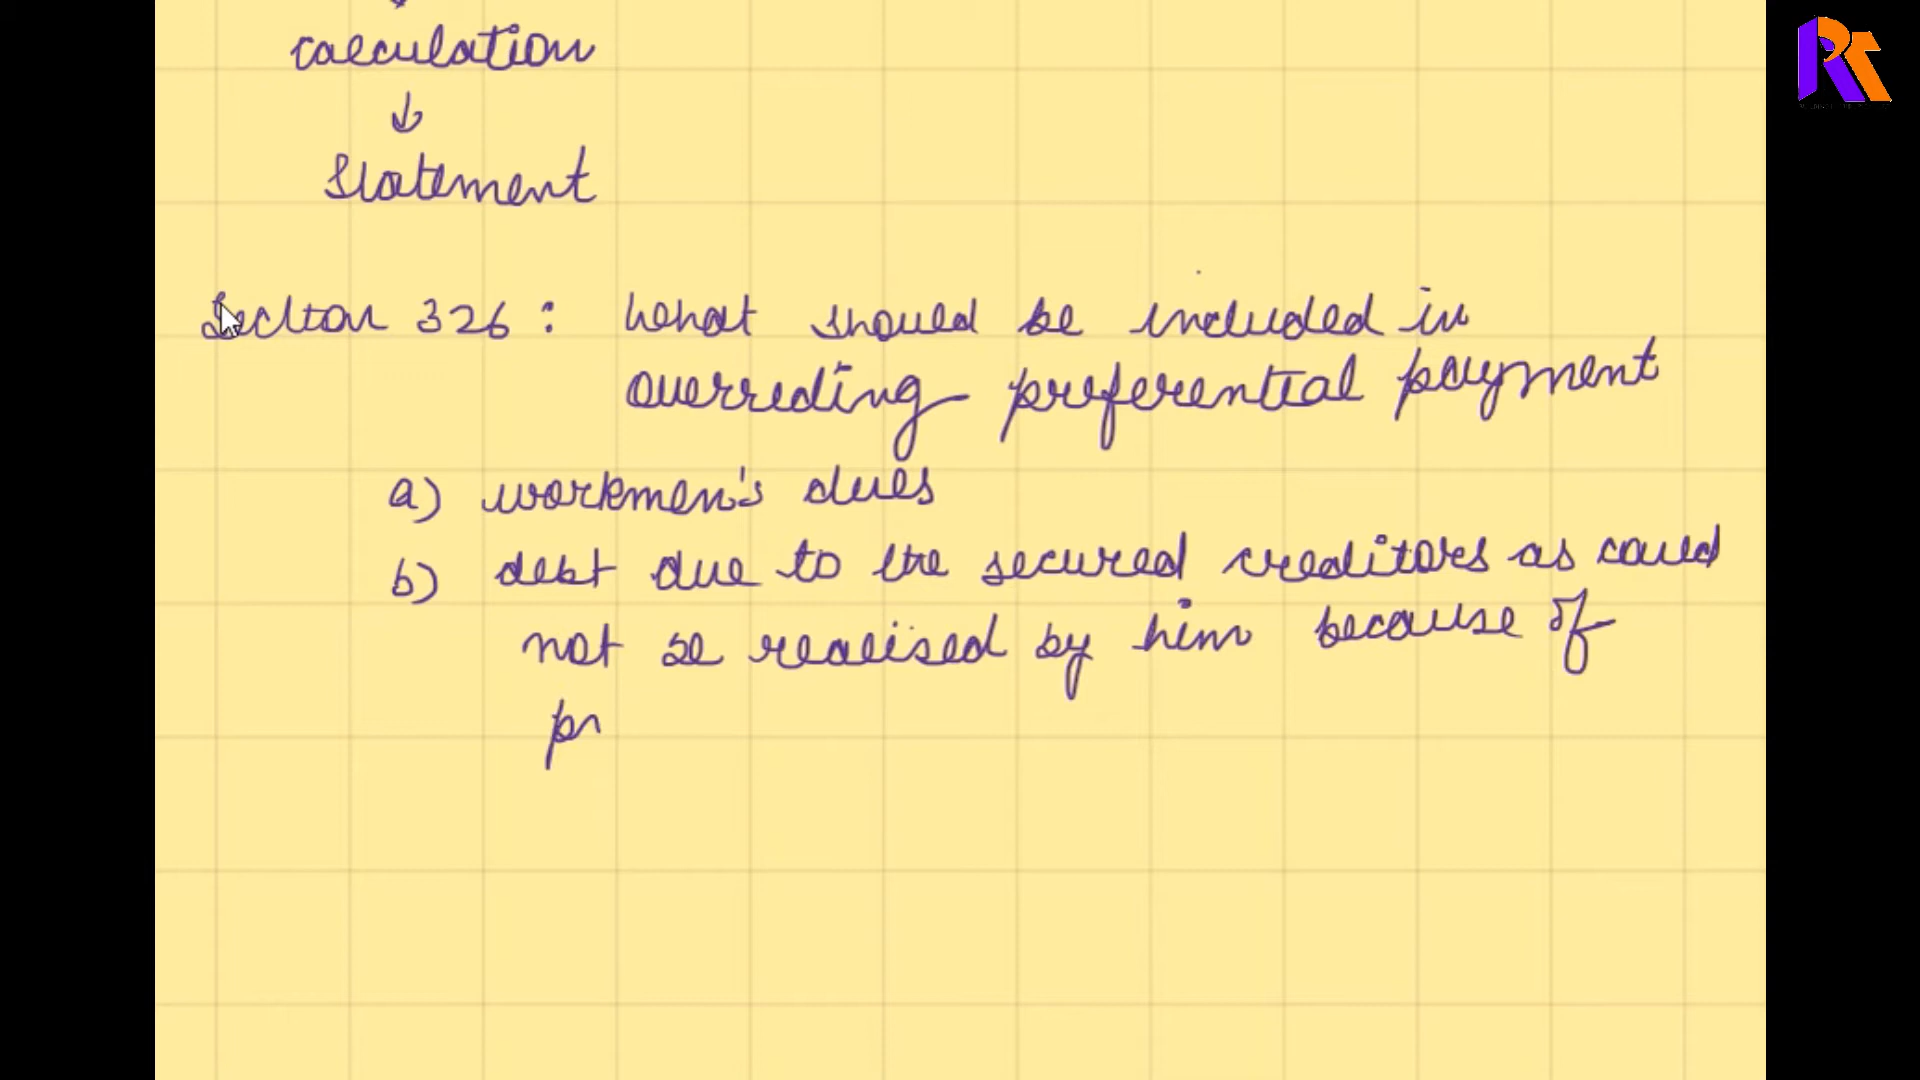 calculation
↓
Statement
Section 326 : What should be included in
overriding preferential payment
a) workmen's dues
b) debt due to the secured creditors as could
not be realised by him because of
pr